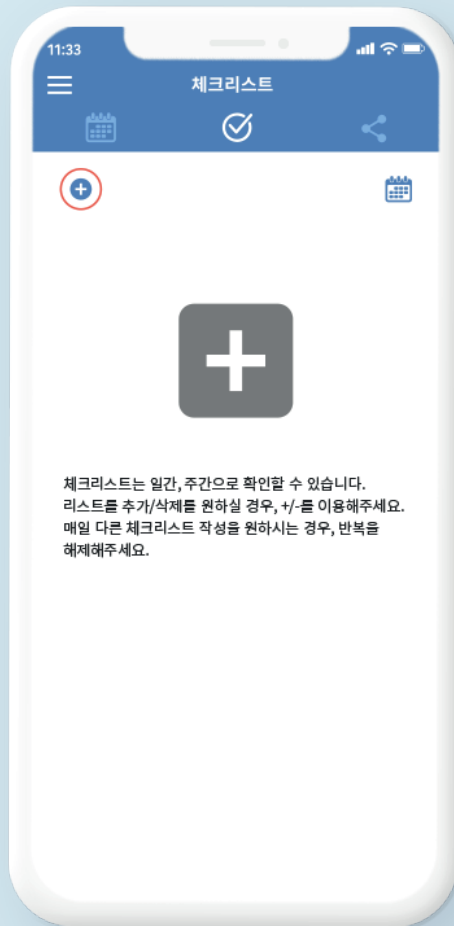 11:33
체크리스트
체크리스트는 일간, 주간으로 확인할 수 있습니다.
리스트를 추가/삭제를 원하실 경우, +/-를 이용해주세요.
매일 다른 체크리스트 작성을 원하시는 경우, 반복을
해제해주세요.